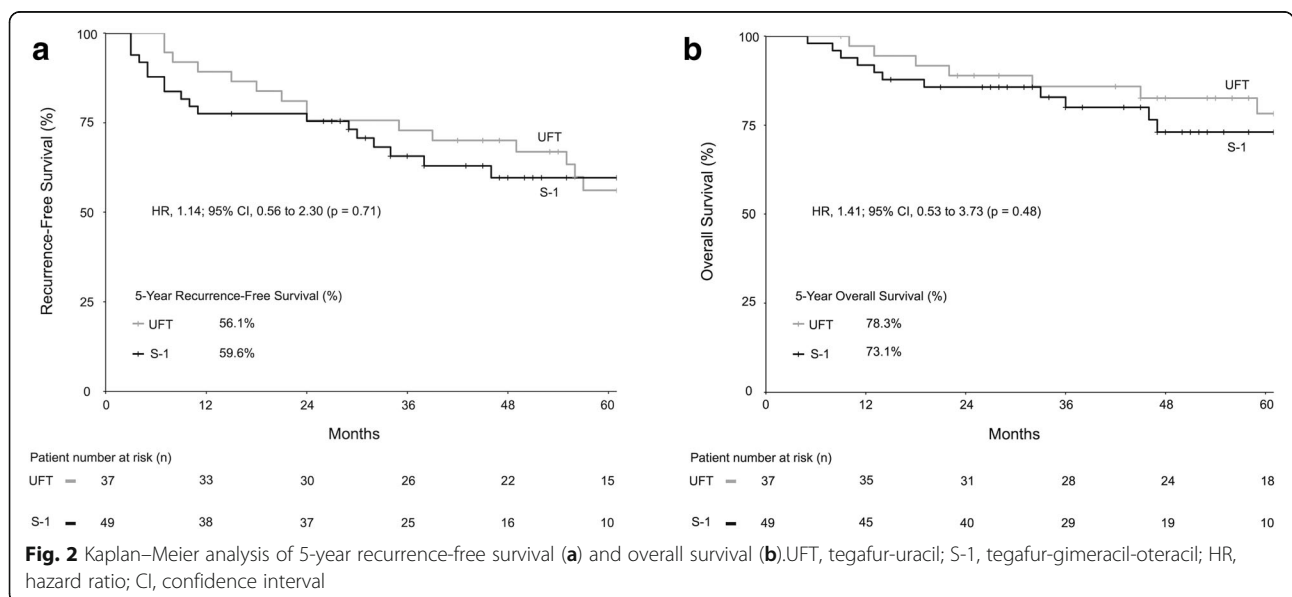 a
100
75
50
25
0
Recurrence-Free Survival (%)
UFT
S-1
HR, 1.14; 95% CI, 0.56 to 2.30 (p = 0.71)
5-Year Recurrence-Free Survival (%)
UFT 56.1%
S-1 59.6%
0 12 24 36 48 60
Months
Patient number at risk (n)
UFT 37 33 30 26 22 15
S-1 49 38 37 25 16 10
b
100
75
50
25
0
Overall Survival (%)
UFT
S-1
HR, 1.41; 95% CI, 0.53 to 3.73 (p = 0.48)
5-Year Overall Survival (%)
UFT 78.3%
S-1 73.1%
0 12 24 36 48 60
Months
Patient number at risk (n)
UFT 37 35 31 28 24 18
S-1 49 45 40 29 19 10
Fig. 2 Kaplan–Meier analysis of 5-year recurrence-free survival (a) and overall survival (b).UFT, tegafur-uracil; S-1, tegafur-gimeracil-oteracil; HR,
hazard ratio; CI, confidence interval